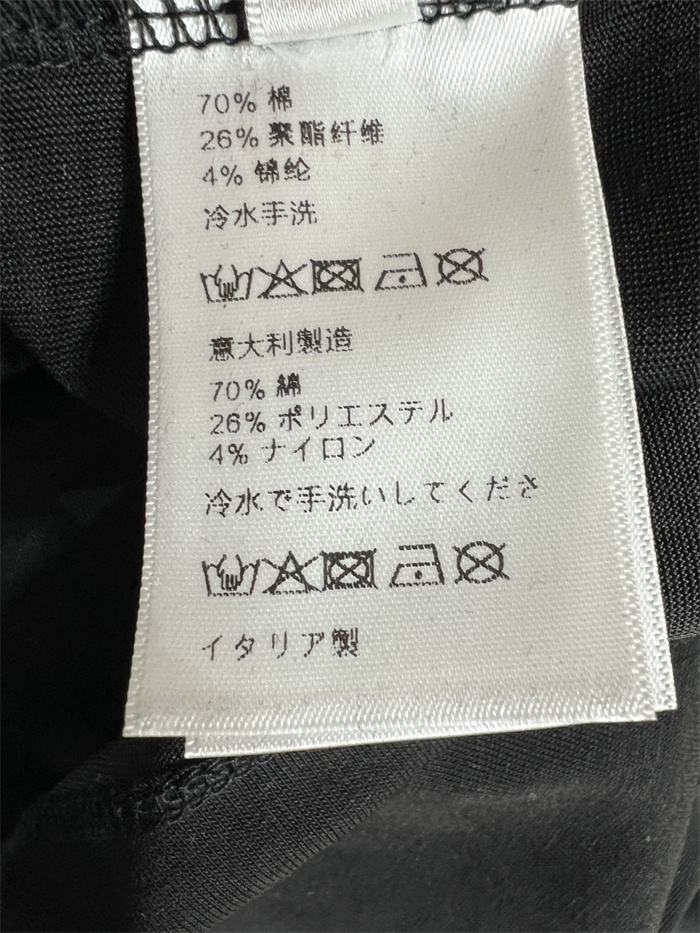 70% 棉
26% 聚酯纤维
4% 锦纶
冷水手洗
意大利製造
70% 綿
26% ポリエステル
4% ナイロン
冷水で手洗いしてくださ
イタリア製